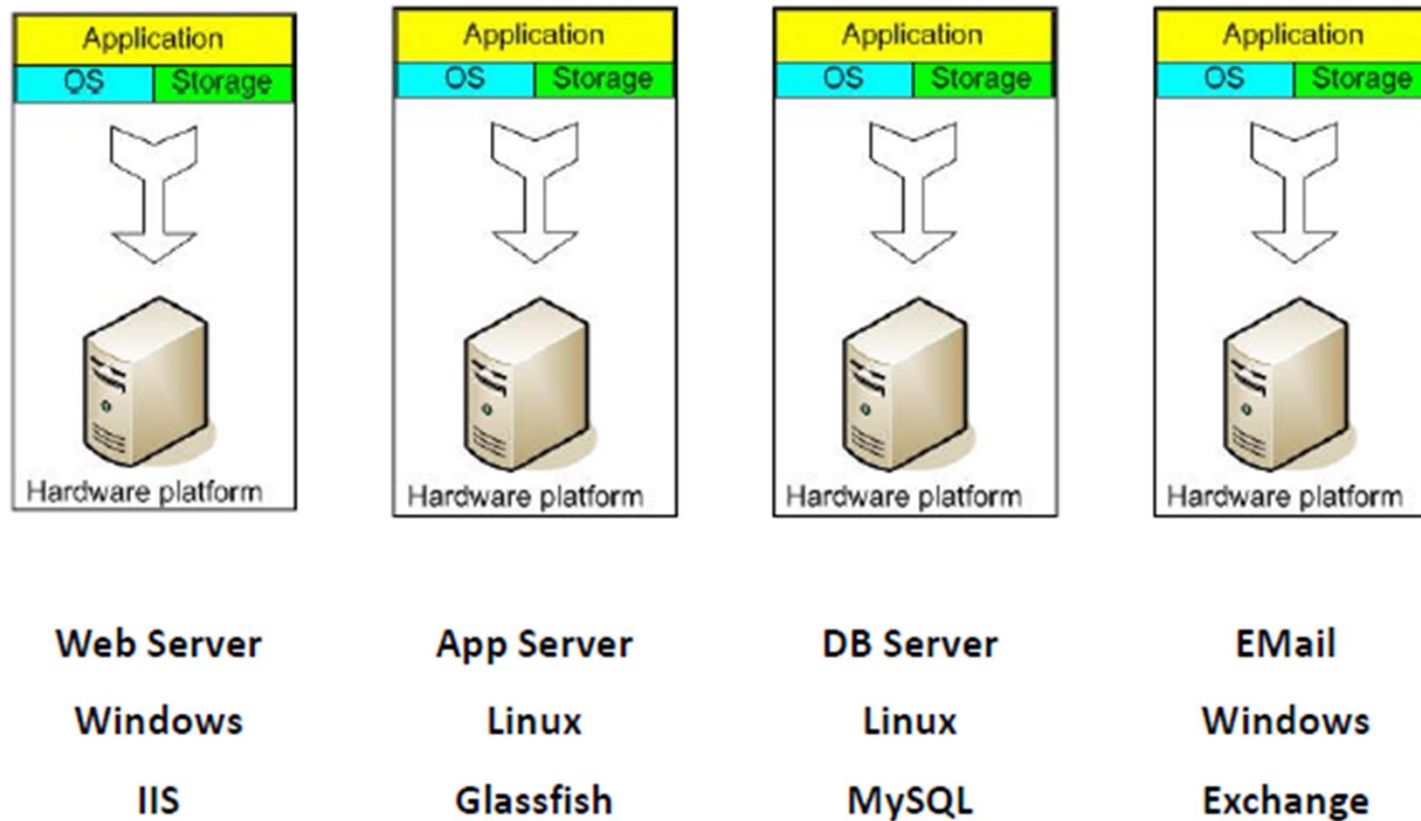 Application
OS Storage
Hardware platform
Application
OS Storage
Hardware platform
Application
OS Storage
Hardware platform
Application
OS Storage
Hardware platform
Web Server
Windows
IIS
App Server
Linux
Glassfish
DB Server
Linux
MySQL
EMail
Windows
Exchange